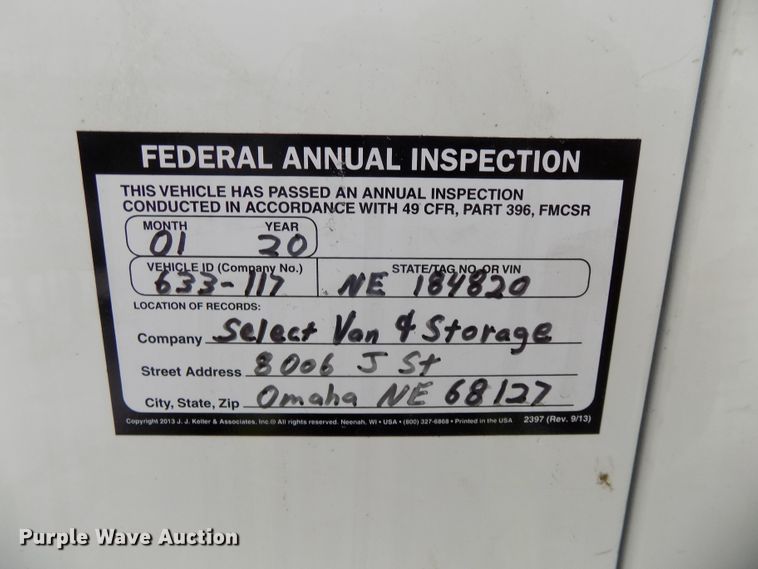 FEDERAL ANNUAL INSPECTION
THIS VEHICLE HAS PASSED AN ANNUAL INSPECTION
CONDUCTED IN ACCORDANCE WITH 49 CFR, PART 396, FMCSR
MONTH YEAR
01 20
VEHICLE ID (Company No.) STATE/TAG NO. OR VIN
633-117 NE 184820
LOCATION OF RECORDS:
Company Select Van & Storage
Street Address 8006 J St
City, State, Zip Omaha NE 68127
Copyright 2013 J. J. Keller & Associates, Inc.® All rights reserved. Neenah, WI • USA • (800) 327-6868 • Printed in the USA 2397 (Rev. 9/13)
Purple Wave Auction